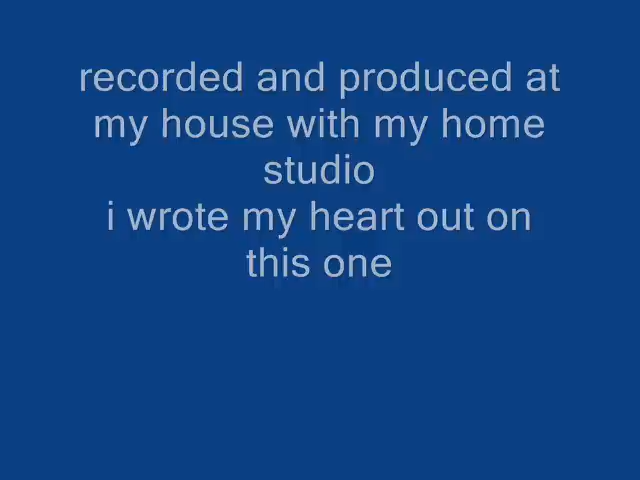 recorded and produced at
my house with my home
studio
i wrote my heart out on
this one